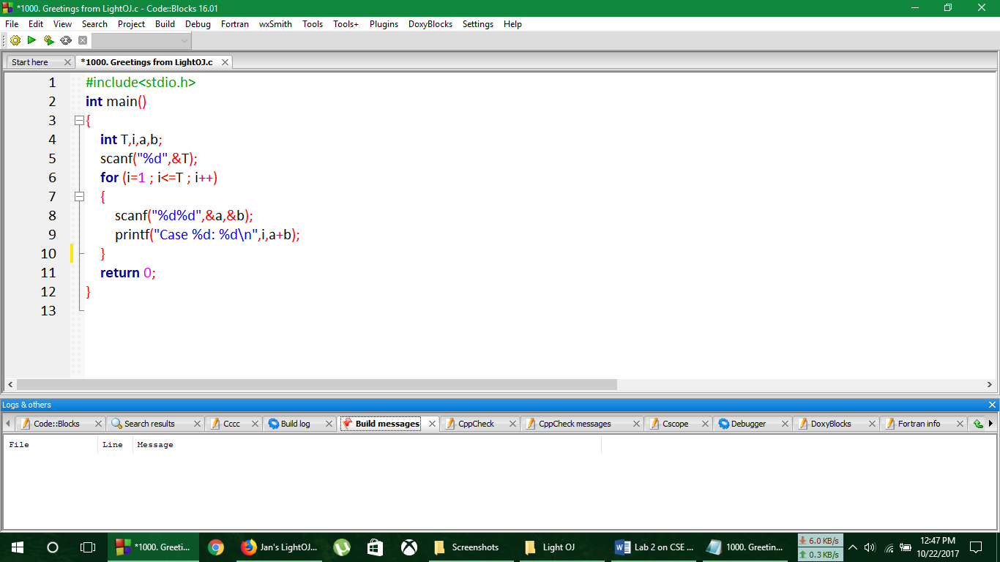 *1000. Greetings from LightOJ.c - Code::Blocks 16.01
File Edit View Search Project Build Debug Fortran wxSmith Tools Tools+ Plugins DoxyBlocks Settings Help
Start here *1000. Greetings from LightOJ.c
1 #include<stdio.h>
2 int main()
3 {
4 int T,i,a,b;
5 scanf("%d",&T);
6 for (i=1 ; i<=T ; i++)
7 {
8 scanf("%d%d",&a,&b);
9 printf("Case %d: %d\n",i,a+b);
10 }
11 return 0;
12 }
13
Logs & others
Code::Blocks Search results Cccc Build log Build messages CppCheck CppCheck messages Cscope Debugger DoxyBlocks Fortran info
File Line Message
*1000. Greeti... Jan's LightOJ... Screenshots Light OJ Lab 2 on CSE ... 1000. Greetin... 6.0 KB/s 12:47 PM
0.3 KB/s 10/22/2017